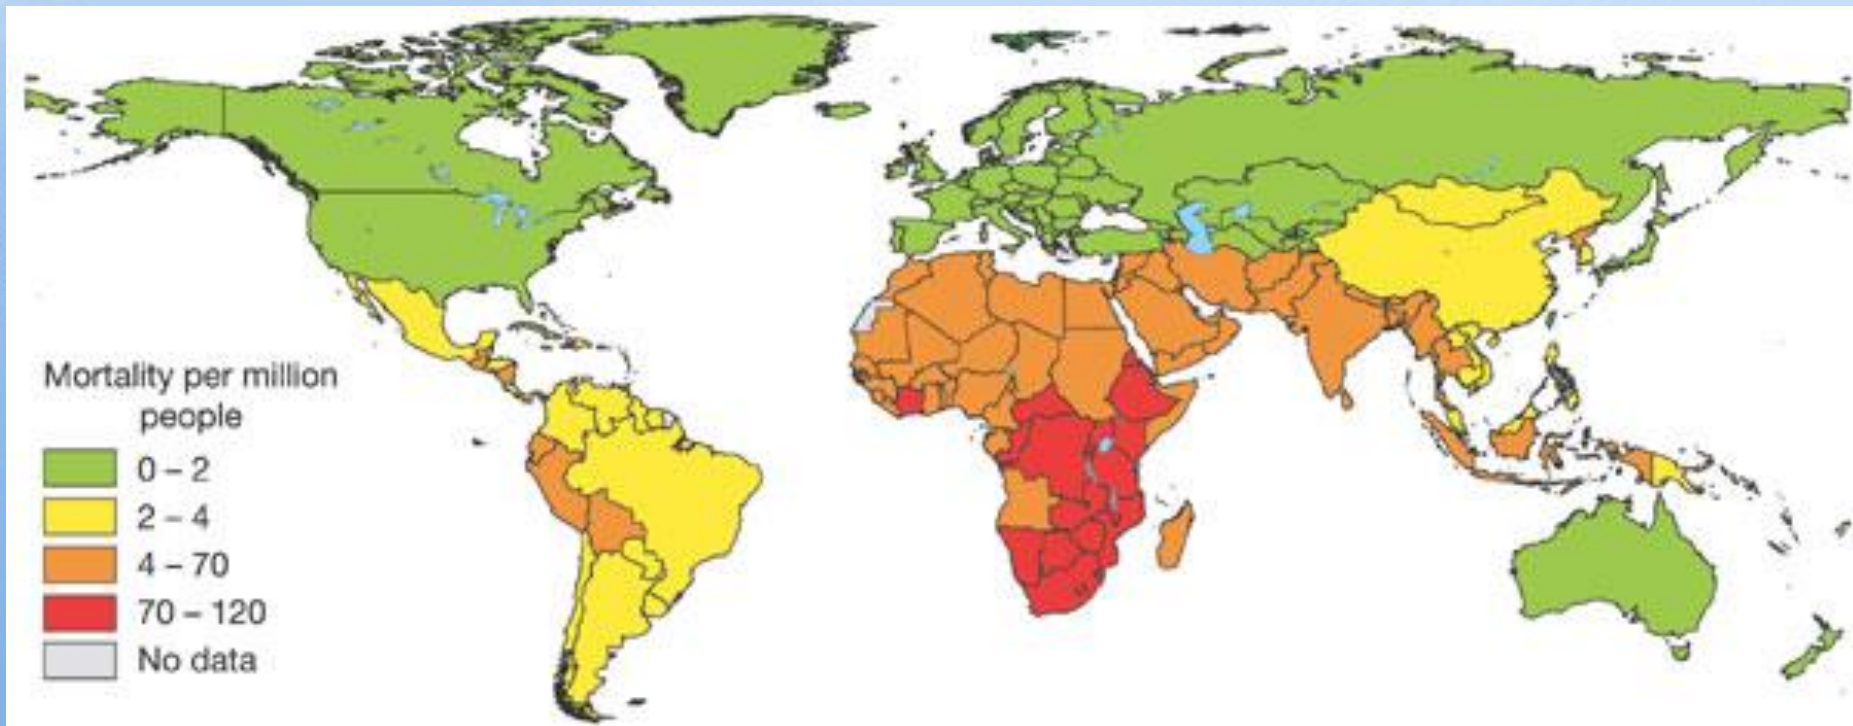 Mortality per million
people
0 – 2
2 – 4
4 – 70
70 – 120
No data